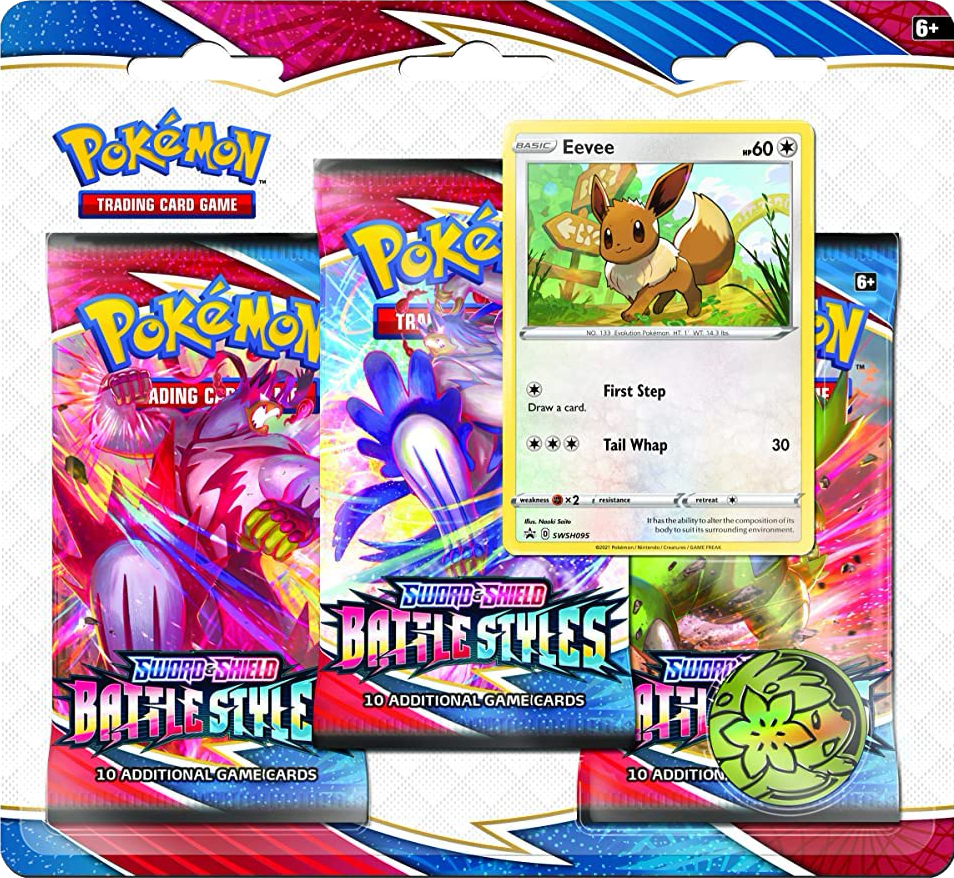 6+
POKéMON™
TRADING CARD GAME
POKéMON
ADING C
SWORD & SHIELD
BATTLE STYLE
10 ADDITIONAL GAME CARDS
POKé
TRA
SWORD & SHIELD
BATTLE STYLES
10 ADDITIONAL GAME CARDS
BASIC Eevee HP60
NO. 133 Evolution Pokémon HT: 1' WT: 14.3 lbs.
First Step
Draw a card.
Tail Whap 30
weakness ×2 resistance retreat
Illus. Naoki Saito
D SWSH095
It has the ability to alter the composition of its
body to suit its surrounding environment.
©2021 Pokémon / Nintendo / Creatures / GAME FREAK
6+
ON™
SWORD
ATTL
10 ADDITION